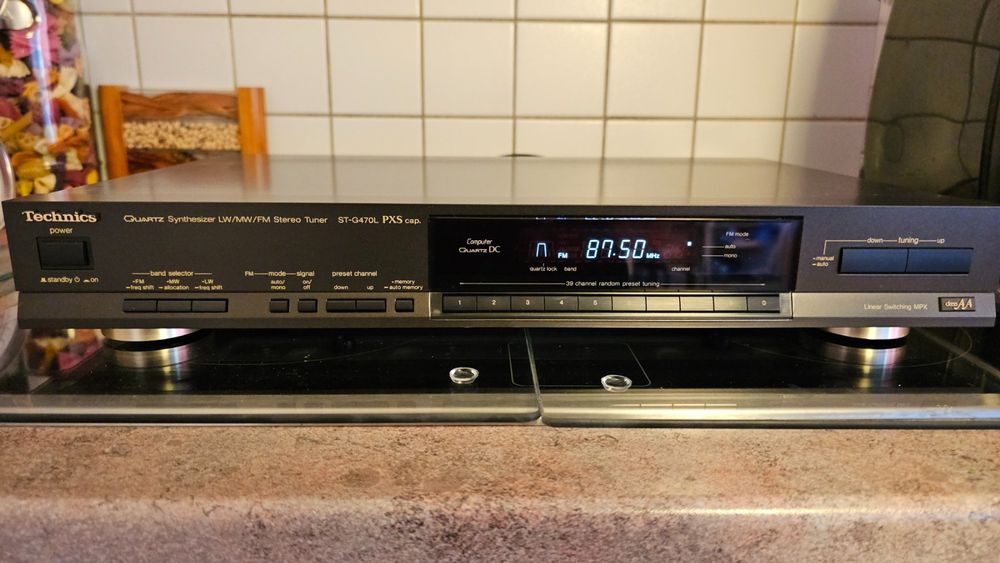 Technics
QUARTZ Synthesizer LW/MW/FM Stereo Tuner ST-G470L PXS cap.
power
standby on
band selector
-FM -MW -LW
-freq shift -allocation -freq shift
FM mode signal
auto/ on/
mono off
preset channel
down up
-memory
-auto memory
Computer
QUARTZ DC
FM 87.50 MHz
quartz lock band
FM mode
auto
mono
channel
39 channel random preset tuning
1 2 3 4 5 0
down tuning up
-manual
-auto
Linear Switching MPX
class AA